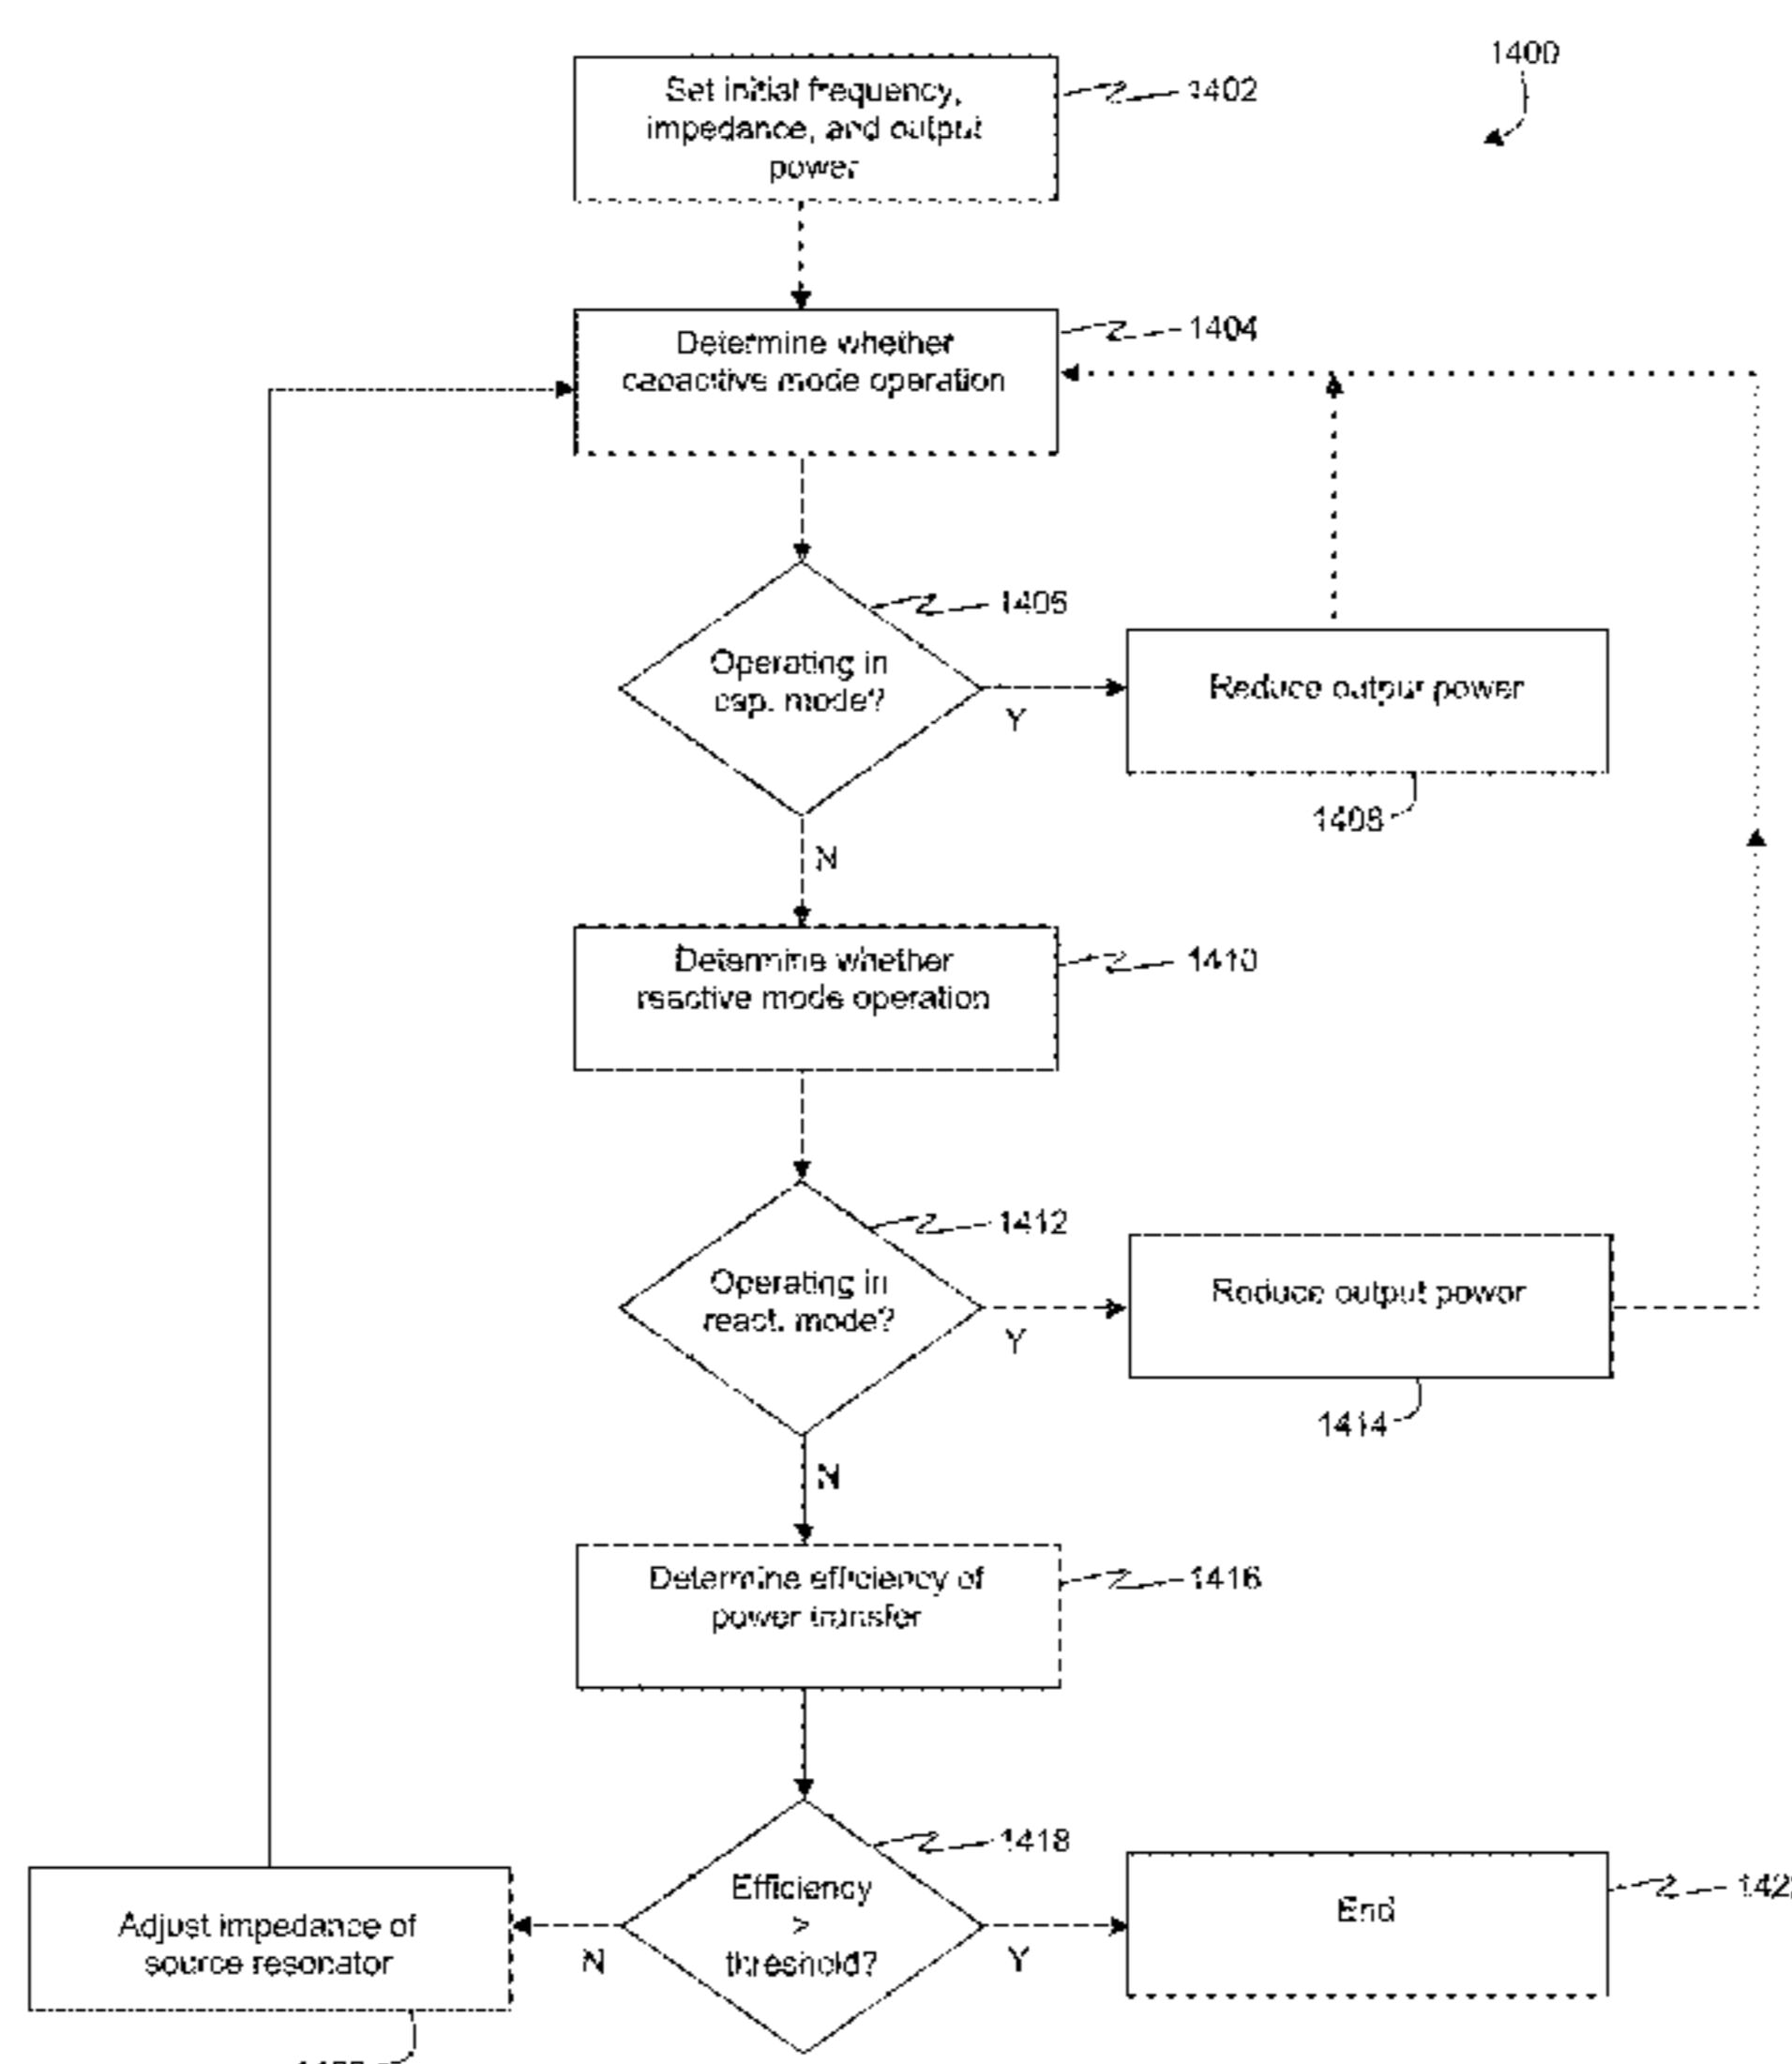 1400
Set initial frequency,
impedance, and output
power
1402
Determine whether
capacitive mode operation
1404
Operating in
cap. mode?
1406
Y
Reduce output power
1408
N
Determine whether
reactive mode operation
1410
Operating in
react. mode?
1412
Y
Reduce output power
1414
N
Determine efficiency of
power transfer
1416
Efficiency
>
threshold?
1418
Y
End
N
Adjust impedance of
source resonator